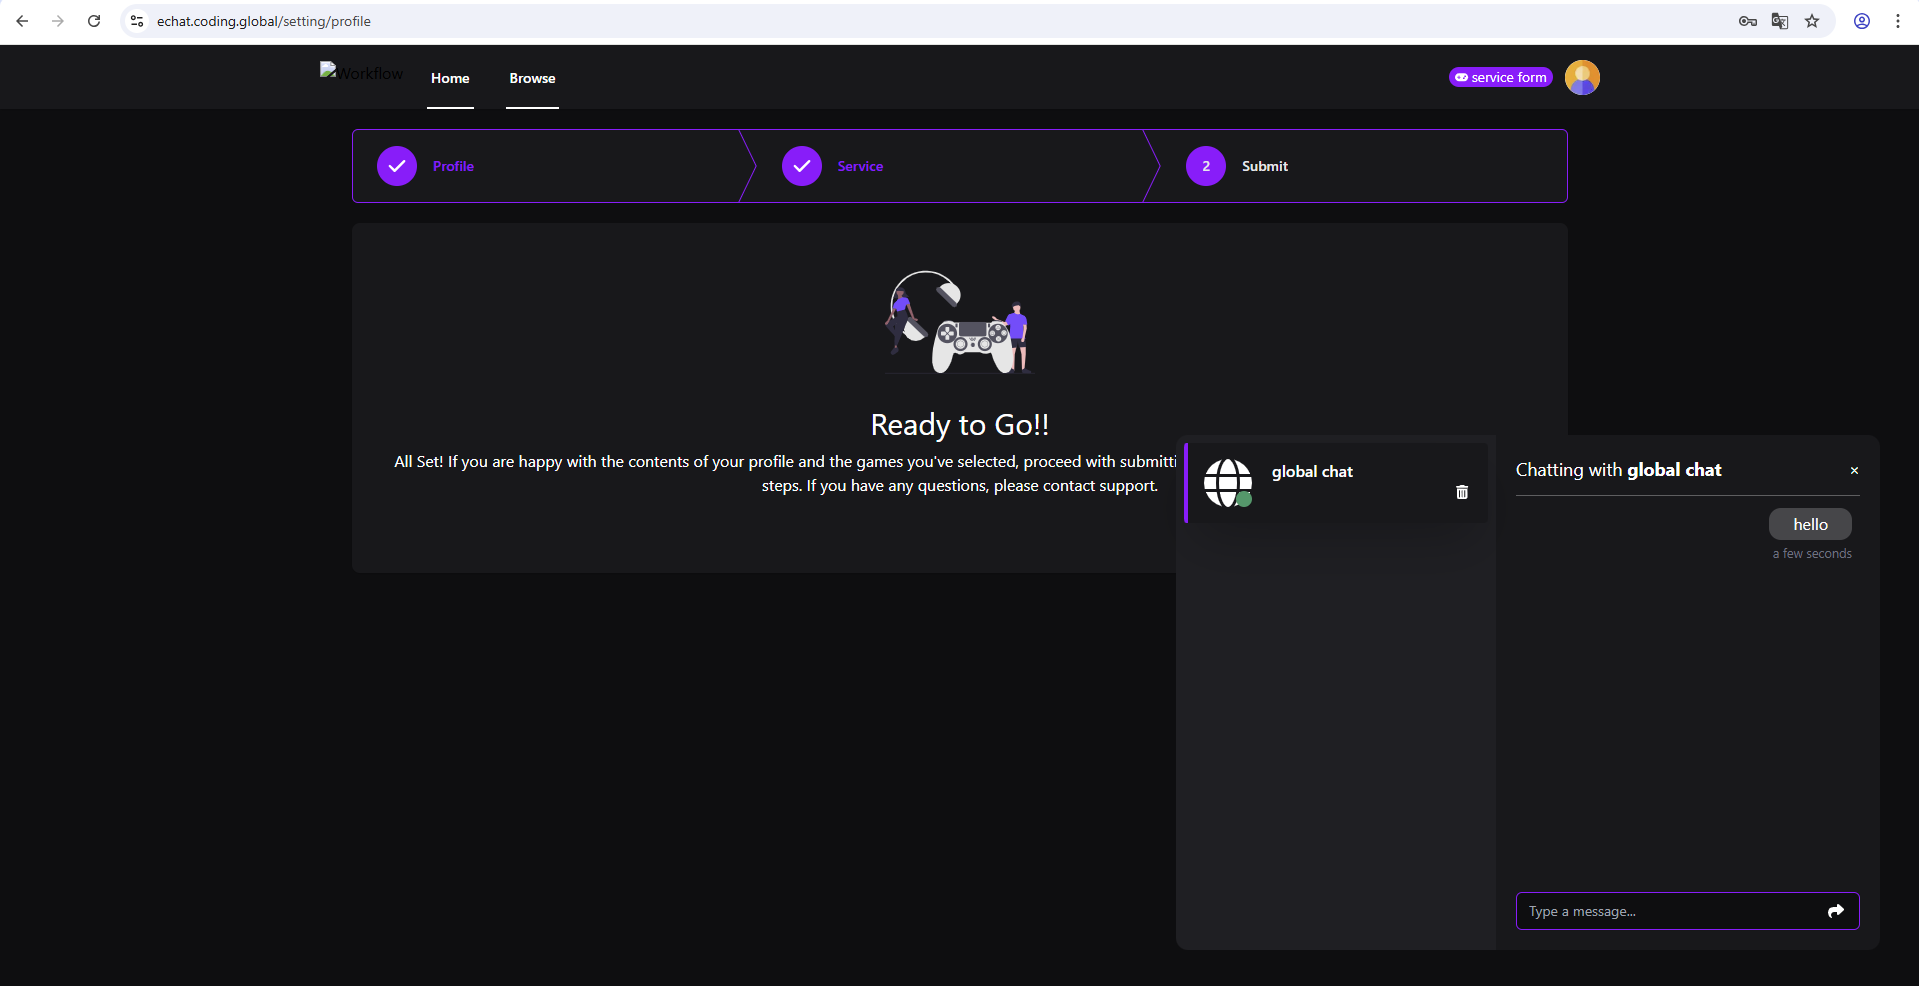 echat.coding.global/setting/profile
Workflow
Home
Browse
service form
Profile
Service
2
Submit
Ready to Go!!
All Set! If you are happy with the contents of your profile and the games you've selected, proceed with
steps. If you have any questions, please contact support.
global chat
Chatting with global chat
×
hello
a few seconds
Type a message...